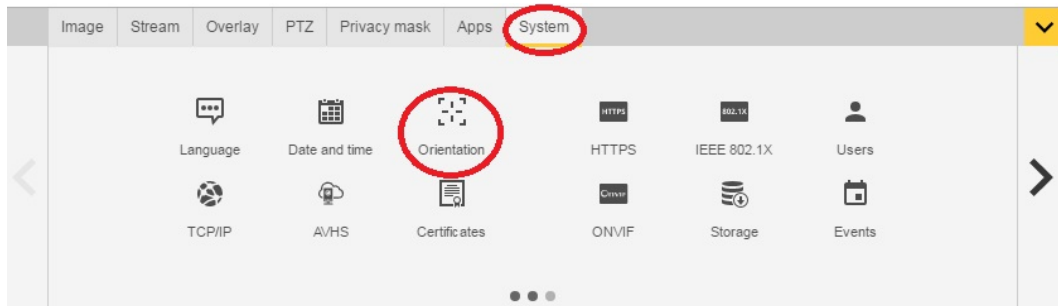 Image Stream Overlay PTZ Privacy mask Apps System
HTTPS 802.1X
Language Date and time Orientation HTTPS IEEE 802.1X Users
ONVIF
TCP/IP AVHS Certificates ONVIF Storage Events